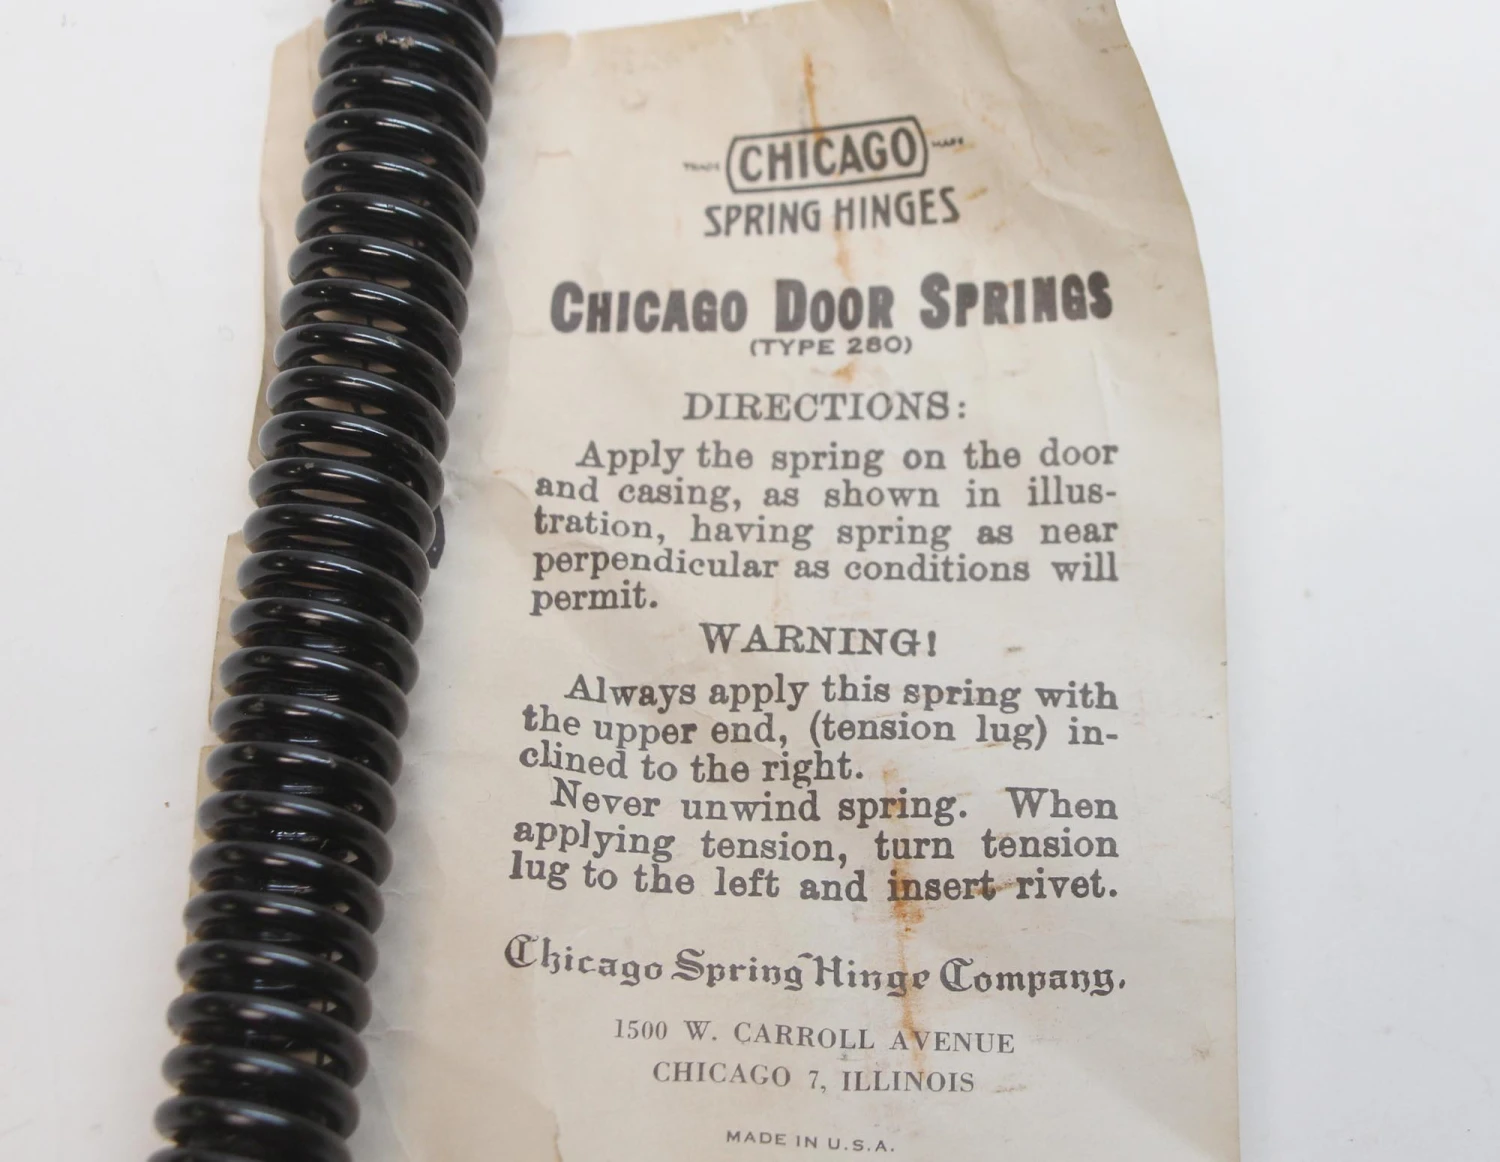 TRADE CHICAGO MARK
SPRING HINGES
CHICAGO DOOR SPRINGS
(TYPE 280)
DIRECTIONS:
Apply the spring on the door
and casing, as shown in illus-
tration, having spring as near
perpendicular as conditions will
permit.
WARNING!
Always apply this spring with
the upper end, (tension lug) in-
clined to the right.
Never unwind spring. When
applying tension, turn tension
lug to the left and insert rivet.
Chicago Spring Hinge Company.
1500 W. CARROLL AVENUE
CHICAGO 7, ILLINOIS
MADE IN U.S.A.